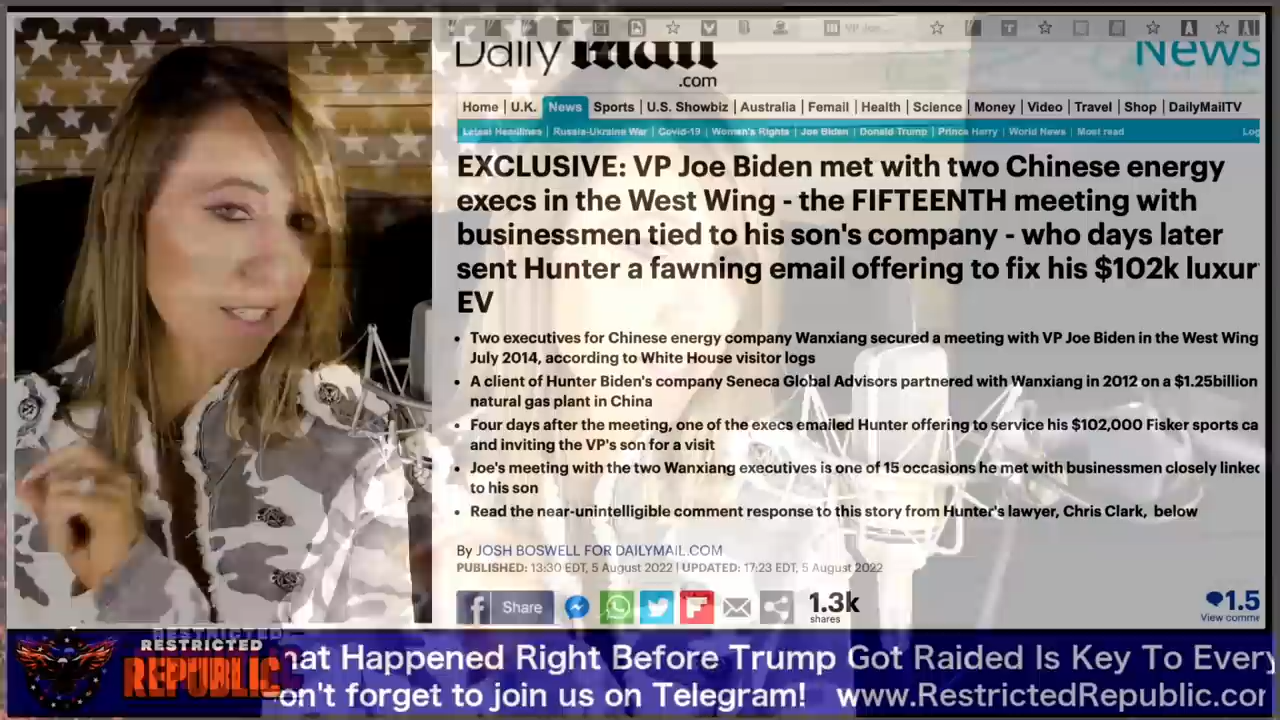 Daily Mail
.com
News
Home | U.K. News Sports | U.S. Showbiz | Australia | Femail | Health | Science | Money | Video | Travel | Shop | DailyMailTV
Latest Headlines | Russia-Ukraine War | Covid-19 | Women's Rights | Joe Biden | Donald Trump | Prince Harry | World News | Most read
Log
EXCLUSIVE: VP Joe Biden met with two Chinese energy
execs in the West Wing - the FIFTEENTH meeting with
businessmen tied to his son's company - who days later
sent Hunter a fawning email offering to fix his $102k luxur
EV
• Two executives for Chinese energy company Wanxiang secured a meeting with VP Joe Biden in the West Wing
July 2014, according to White House visitor logs
• A client of Hunter Biden's company Seneca Global Advisors partnered with Wanxiang in 2012 on a $1.25billion
natural gas plant in China
• Four days after the meeting, one of the execs emailed Hunter offering to service his $102,000 Fisker sports ca
and inviting the VP's son for a visit
• Joe's meeting with the two Wanxiang executives is one of 15 occasions he met with businessmen closely linked
to his son
• Read the near-unintelligible comment response to this story from Hunter's lawyer, Chris Clark, below
By JOSH BOSWELL FOR DAILYMAIL.COM
PUBLISHED: 13:30 EDT, 5 August 2022 | UPDATED: 17:23 EDT, 5 August 2022
Share
1.3k
shares
1.5
View comme
RESTRICTED
REPUBLIC
hat Happened Right Before Trump Got Raided Is Key To Every
on't forget to join us on Telegram! www.RestrictedRepublic.com